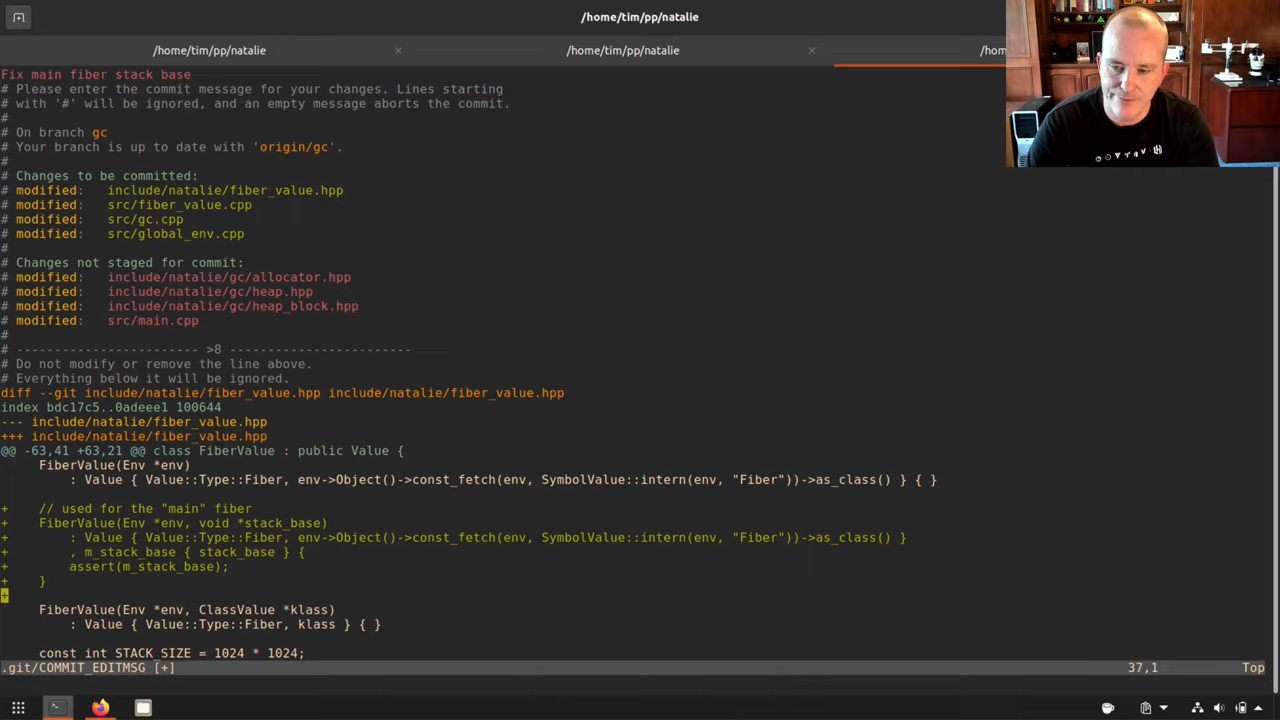 /home/tim/pp/natalie
/home/tim/pp/natalie × /home/tim/pp/natalie × /hom
Fix main fiber stack base
# Please enter the commit message for your changes. Lines starting
# with '#' will be ignored, and an empty message aborts the commit.
#
# On branch gc
# Your branch is up to date with 'origin/gc'.
#
# Changes to be committed:
# modified:   include/natalie/fiber_value.hpp
# modified:   src/fiber_value.cpp
# modified:   src/gc.cpp
# modified:   src/global_env.cpp
#
# Changes not staged for commit:
# modified:   include/natalie/gc/allocator.hpp
# modified:   include/natalie/gc/heap.hpp
# modified:   include/natalie/gc/heap_block.hpp
# modified:   src/main.cpp
#
# ------------------------ >8 ------------------------
# Do not modify or remove the line above.
# Everything below it will be ignored.
diff --git include/natalie/fiber_value.hpp include/natalie/fiber_value.hpp
index bdc17c5..0adeee1 100644
--- include/natalie/fiber_value.hpp
+++ include/natalie/fiber_value.hpp
@@ -63,41 +63,21 @@ class FiberValue : public Value {
     FiberValue(Env *env)
         : Value { Value::Type::Fiber, env->Object()->const_fetch(env, SymbolValue::intern(env, "Fiber"))->as_class() } { }
+    // used for the "main" fiber
+    FiberValue(Env *env, void *stack_base)
+        : Value { Value::Type::Fiber, env->Object()->const_fetch(env, SymbolValue::intern(env, "Fiber"))->as_class() }
+        , m_stack_base { stack_base } {
+        assert(m_stack_base);
+    }
+
     FiberValue(Env *env, ClassValue *klass)
         : Value { Value::Type::Fiber, klass } { }
     const int STACK_SIZE = 1024 * 1024;
.git/COMMIT_EDITMSG [+] 37,1 Top